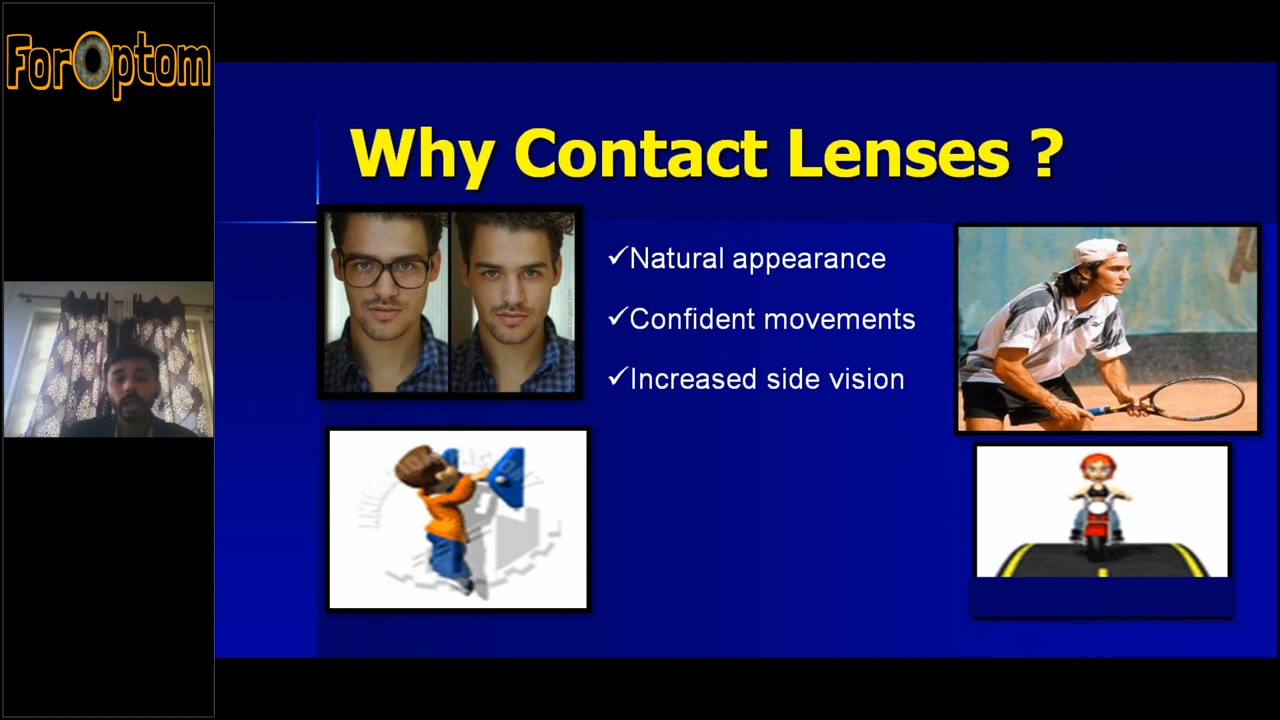 ForOptom
Why Contact Lenses ?
✓Natural appearance
✓Confident movements
✓Increased side vision